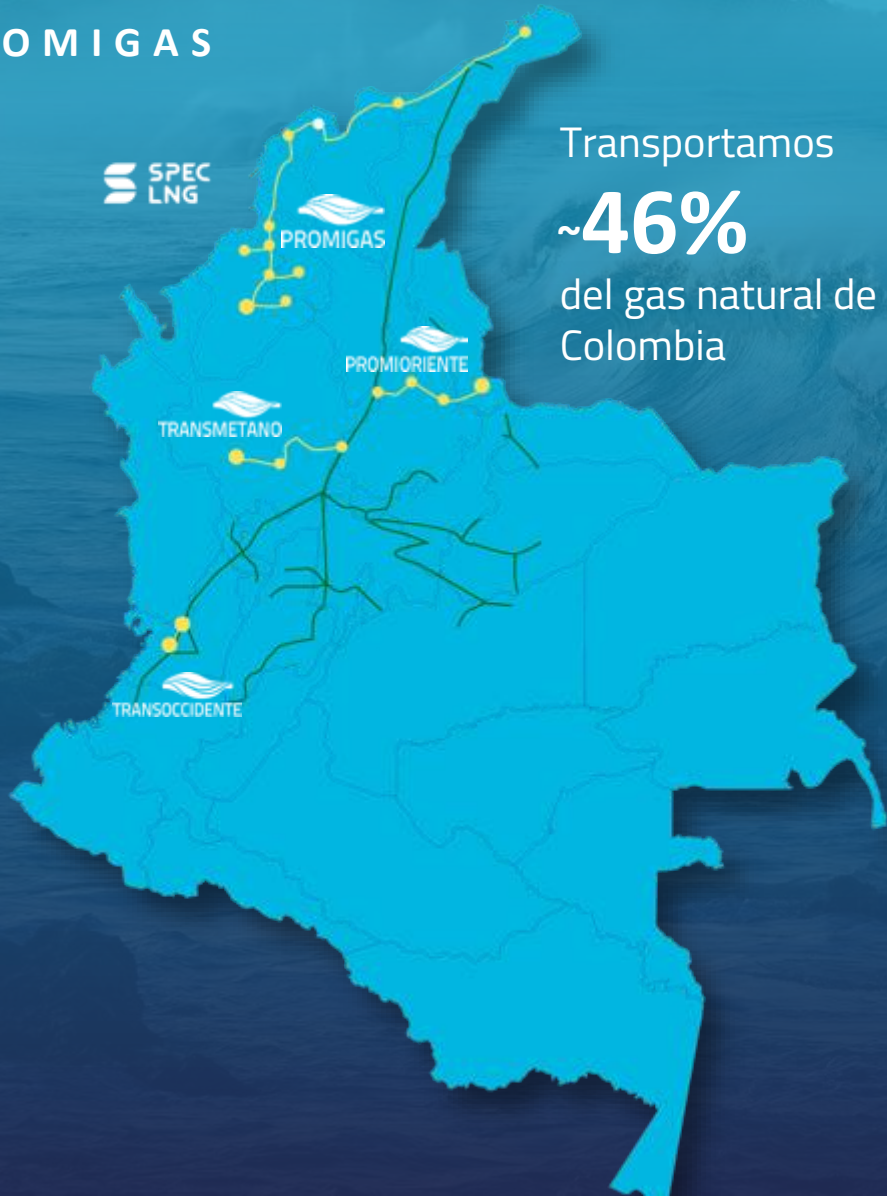 OMIGAS
SPEC
LNG
PROMIGAS
Transportamos
~46%
del gas natural de
Colombia
PROMIORIENTE
TRANSMETANO
TRANSOCCIDENTE